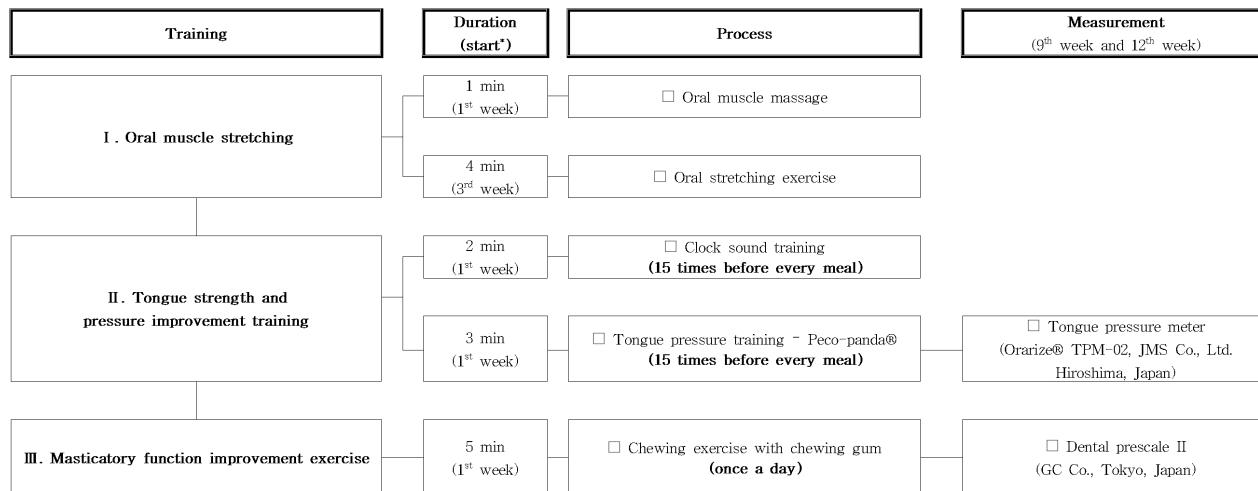 Training
Duration
(start*)
Process
Measurement
(9th week and 12th week)
Ⅰ. Oral muscle stretching
1 min
(1st week)
□ Oral muscle massage
4 min
(3rd week)
□ Oral stretching exercise
Ⅱ. Tongue strength and
pressure improvement training
2 min
(1st week)
□ Clock sound training
(15 times before every meal)
3 min
(1st week)
□ Tongue pressure training - Peco-panda®
(15 times before every meal)
□ Tongue pressure meter
(Orarize® TPM-02, JMS Co., Ltd.
Hiroshima, Japan)
Ⅲ. Masticatory function improvement exercise
5 min
(1st week)
□ Chewing exercise with chewing gum
(once a day)
□ Dental prescale Ⅱ
(GC Co., Tokyo, Japan)